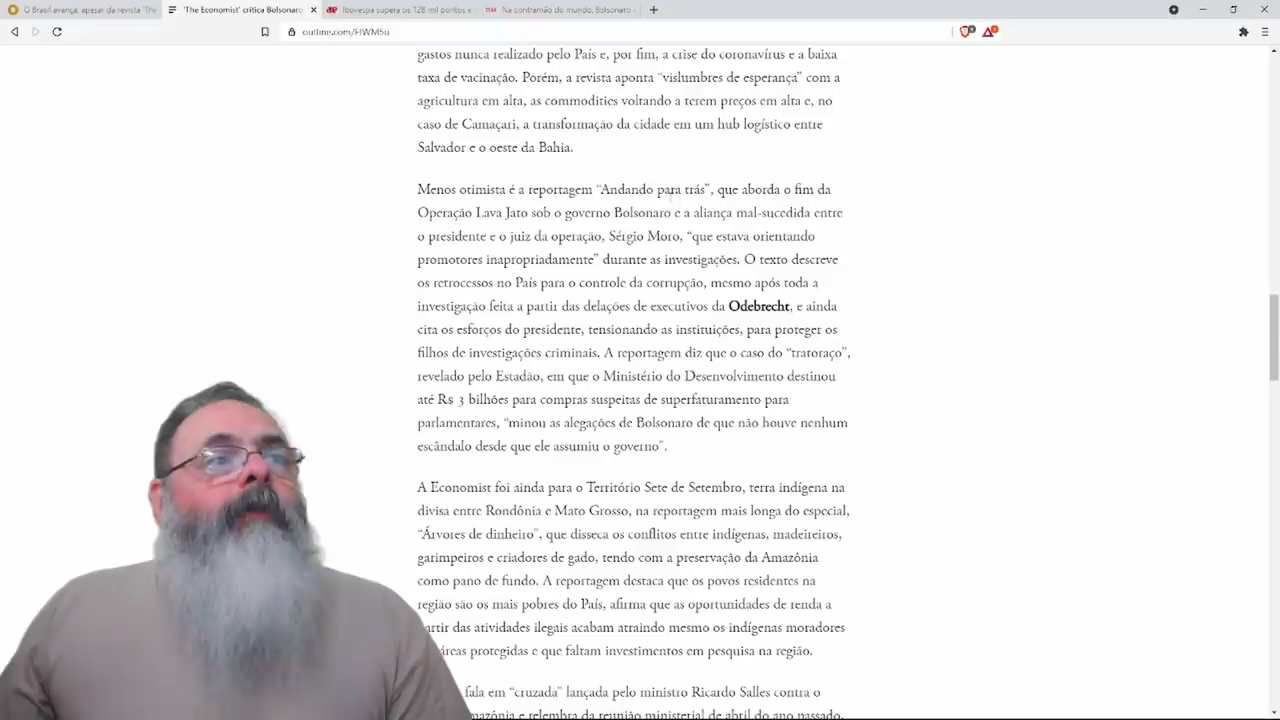 O Brasil avança: apesar da revista 'The
'The Economist' critica Bolsonaro
Ibovespa supera os 128 mil pontos e
Na contramão do mundo, Bolsonaro
gastos nunca realizado pelo País e, por fim, a crise do coronavírus e a baixa
taxa de vacinação. Porém, a revista aponta “vislumbres de esperança” com a
agricultura em alta, as commodities voltando a terem preços em alta e, no
caso de Camaçari, a transformação da cidade em um hub logístico entre
Salvador e o oeste da Bahia.
Menos otimista é a reportagem “Andando para trás”, que aborda o fim da
Operação Lava Jato sob o governo Bolsonaro e a aliança mal-sucedida entre
o presidente e o juiz da operação, Sérgio Moro, “que estava orientando
promotores inapropriadamente” durante as investigações. O texto descreve
os retrocessos no País para o controle da corrupção, mesmo após toda a
investigação feita a partir das delações de executivos da Odebrecht, e ainda
cita os esforços do presidente, tensionando as instituições, para proteger os
filhos de investigações criminais. A reportagem diz que o caso do “tratoraço”,
revelado pelo Estadão, em que o Ministério do Desenvolvimento destinou
até R$ 3 bilhões para compras suspeitas de superfaturamento para
parlamentares, “minou as alegações de Bolsonaro de que não houve nenhum
escândalo desde que ele assumiu o governo”.
A Economist foi ainda para o Território Sete de Setembro, terra indígena na
divisa entre Rondônia e Mato Grosso, na reportagem mais longa do especial,
“Árvores de dinheiro”, que disseca os conflitos entre indígenas, madeireiros,
garimpeiros e criadores de gado, tendo com a preservação da Amazônia
como pano de fundo. A reportagem destaca que os povos residentes na
região são os mais pobres do País, afirma que as oportunidades de renda a
artir das atividades ilegais acabam atraindo mesmo os indígenas moradores
áreas protegidas e que faltam investimentos em pesquisa na região.
fala em “cruzada” lançada pelo ministro Ricardo Salles contra o
mazônia e relembra da reunião ministerial de abril do ano passado,